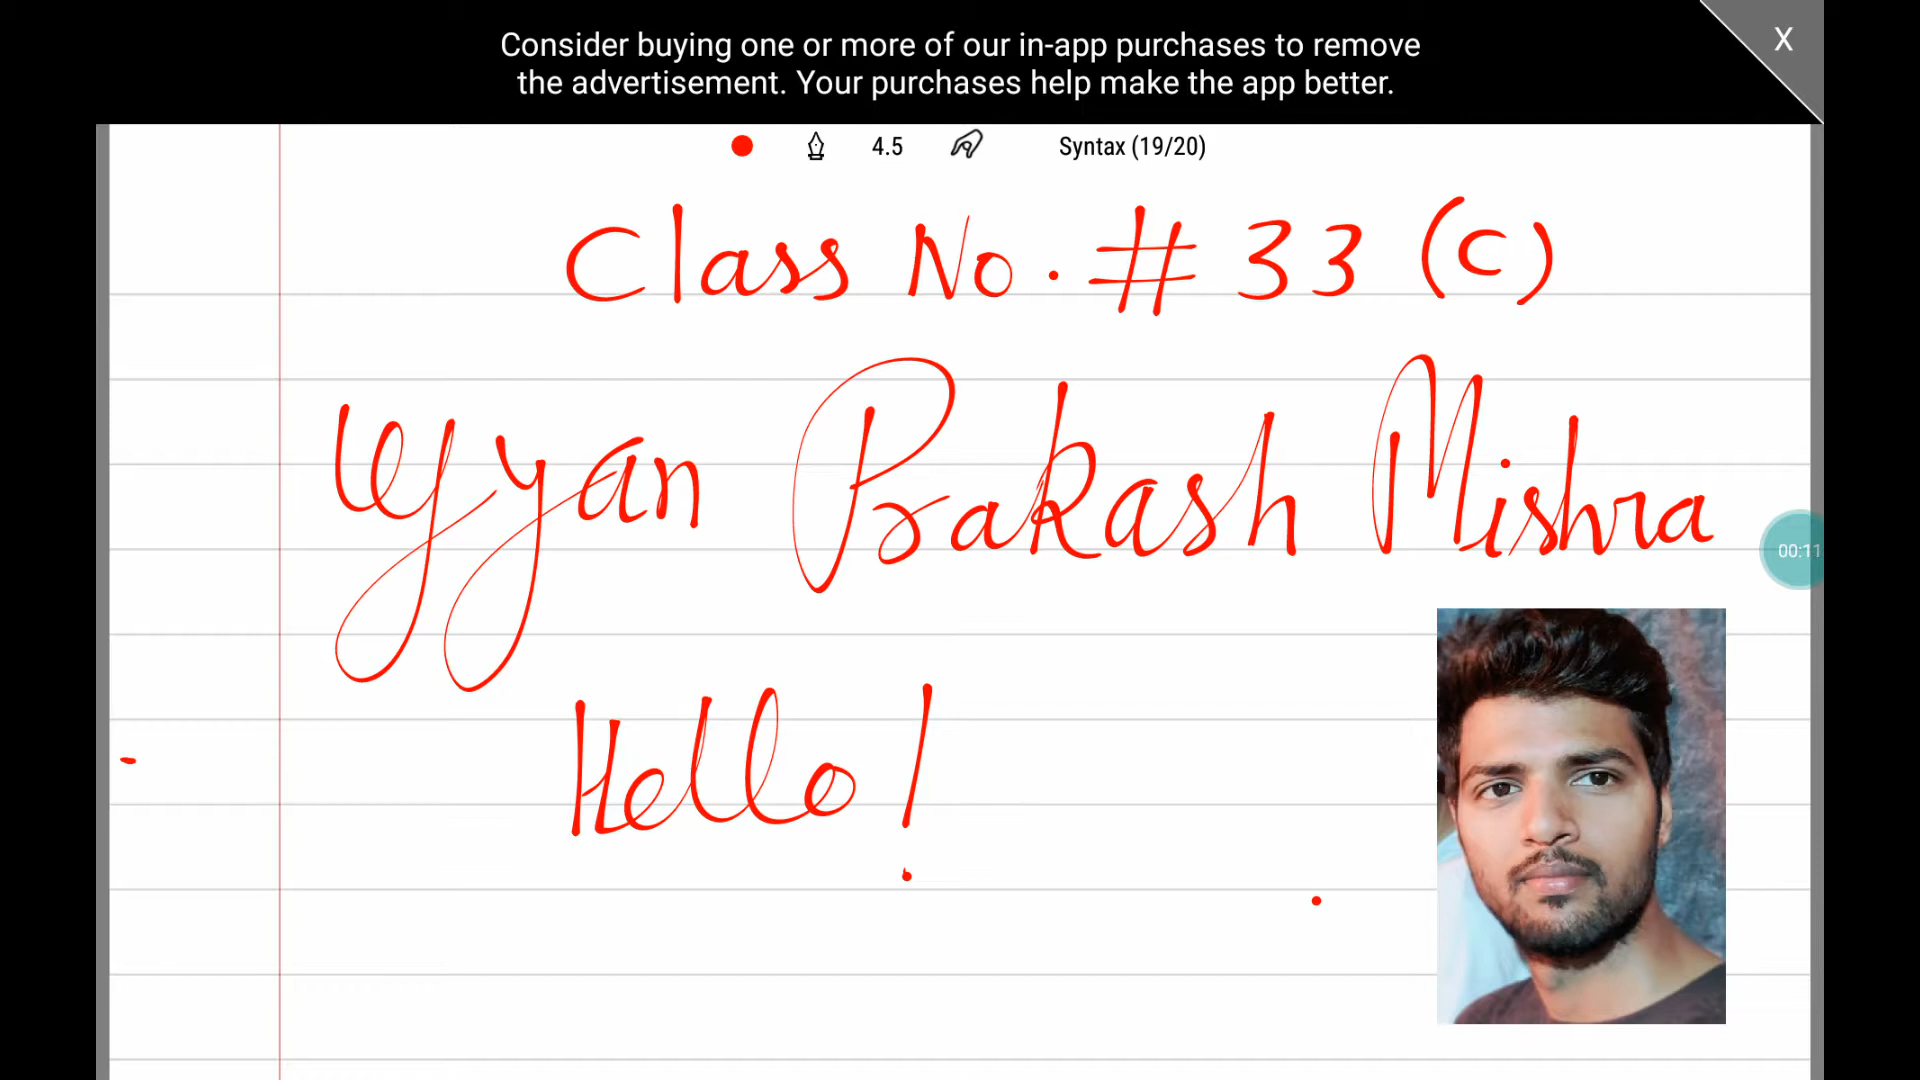 Consider buying one or more of our in-app purchases to remove
the advertisement. Your purchases help make the app better.
X
4.5 Syntax (19/20)
Class No. # 33 (C)
Gyan Prakash Mishra
00:11
Hello!